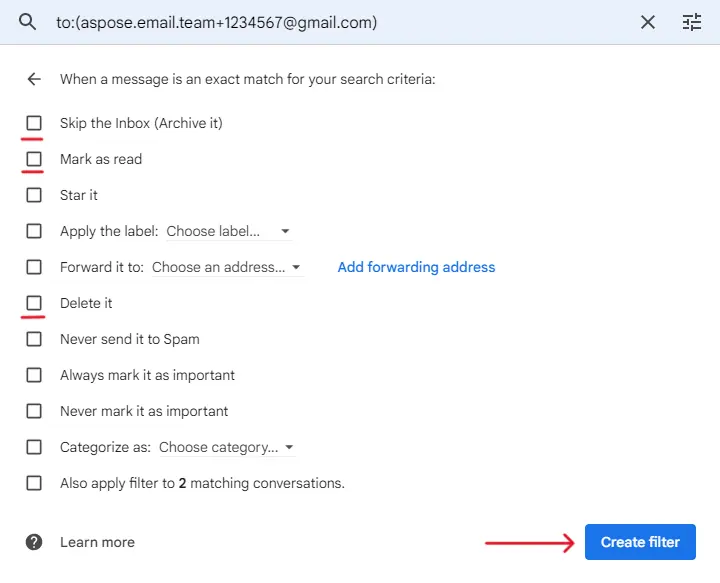 to:(aspose.email.team+1234567@gmail.com)
When a message is an exact match for your search criteria:
Skip the Inbox (Archive it)
Mark as read
Star it
Apply the label: Choose label...
Forward it to: Choose an address... Add forwarding address
Delete it
Never send it to Spam
Always mark it as important
Never mark it as important
Categorize as: Choose category...
Also apply filter to 2 matching conversations.
Learn more
Create filter